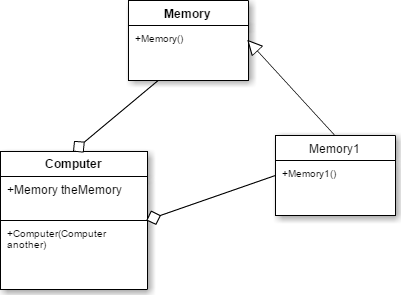 Memory
+Memory()
Memory1
+Memory1()
Computer
+Memory theMemory
+Computer(Computer
another)